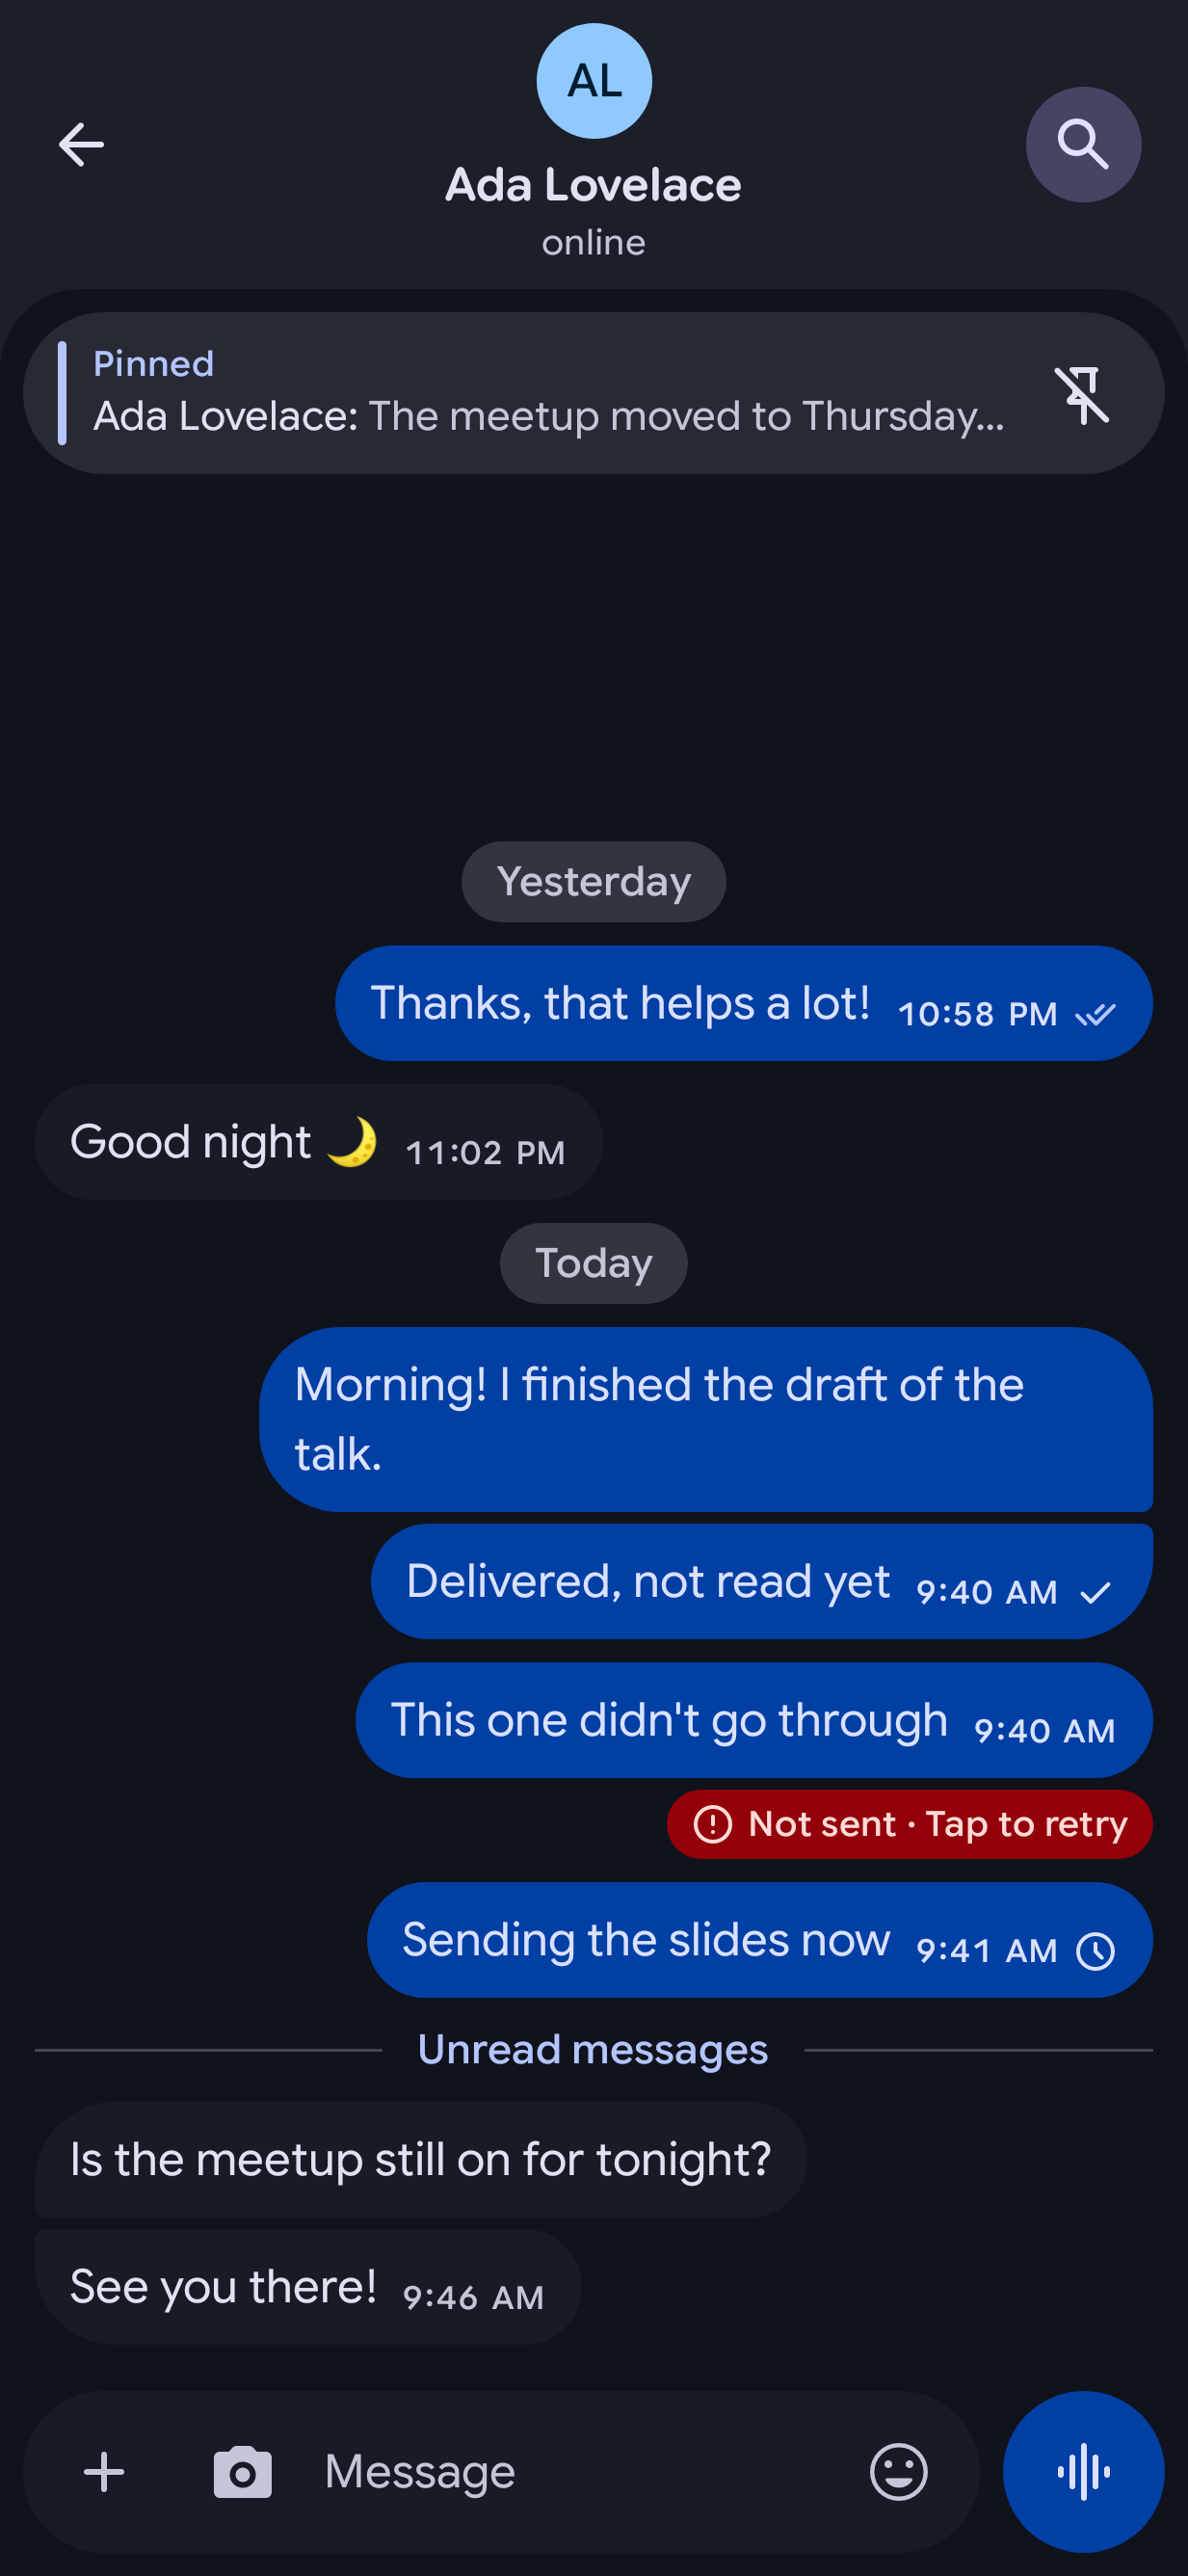 AL
Ada Lovelace
online
Pinned
Ada Lovelace: The meetup moved to Thursday...
Yesterday
Thanks, that helps a lot! 10:58 PM
Good night 🌙 11:02 PM
Today
Morning! I finished the draft of the
talk.
Delivered, not read yet 9:40 AM
This one didn't go through 9:40 AM
Not sent · Tap to retry
Sending the slides now 9:41 AM
Unread messages
Is the meetup still on for tonight?
See you there! 9:46 AM
Message